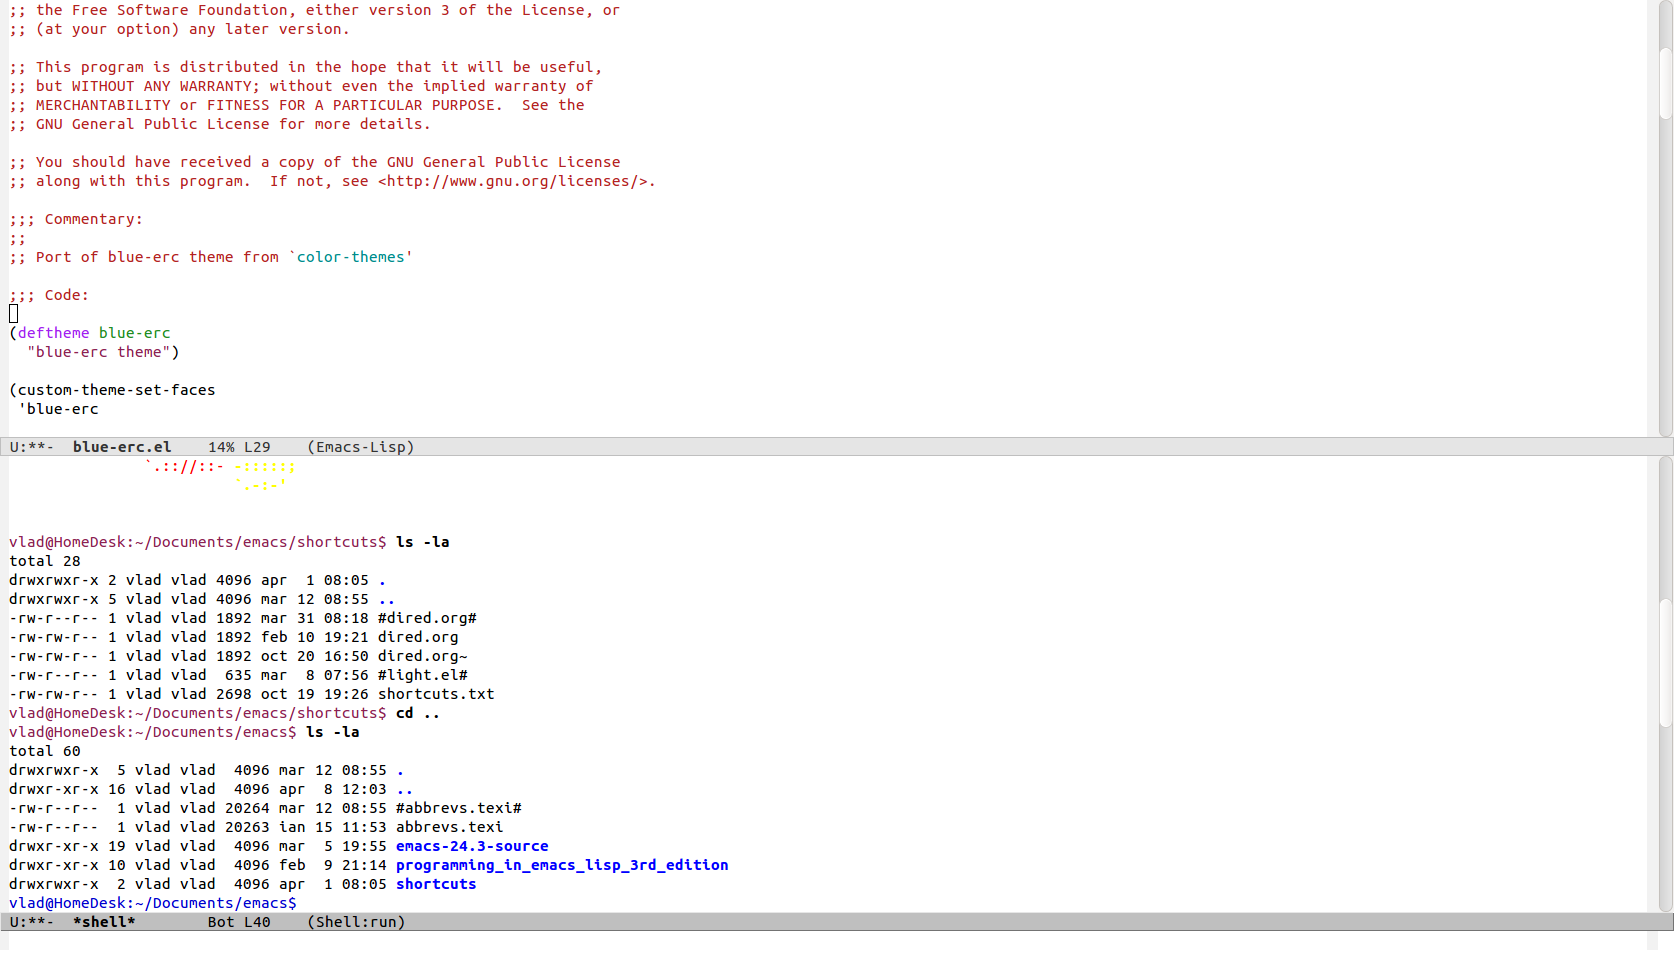 ;; the Free Software Foundation, either version 3 of the License, or
;; (at your option) any later version.
;; This program is distributed in the hope that it will be useful,
;; but WITHOUT ANY WARRANTY; without even the implied warranty of
;; MERCHANTABILITY or FITNESS FOR A PARTICULAR PURPOSE.  See the
;; GNU General Public License for more details.
;; You should have received a copy of the GNU General Public License
;; along with this program.  If not, see <http://www.gnu.org/licenses/>.
;;; Commentary:
;;
;; Port of blue-erc theme from `color-themes'
;;; Code:
(deftheme blue-erc
  "blue-erc theme")
(custom-theme-set-faces
 'blue-erc
U:**-  blue-erc.el    14% L29    (Emacs-Lisp)
`.:://::- -:::::;
`.-:-'
vlad@HomeDesk:~/Documents/emacs/shortcuts$ ls -la
total 28
drwxrwxr-x 2 vlad vlad 4096 apr  1 08:05 .
drwxrwxr-x 5 vlad vlad 4096 mar 12 08:55 ..
-rw-r--r-- 1 vlad vlad 1892 mar 31 08:18 #dired.org#
-rw-rw-r-- 1 vlad vlad 1892 feb 10 19:21 dired.org
-rw-rw-r-- 1 vlad vlad 1892 oct 20 16:50 dired.org~
-rw-r--r-- 1 vlad vlad  635 mar  8 07:56 #light.el#
-rw-rw-r-- 1 vlad vlad 2698 oct 19 19:26 shortcuts.txt
vlad@HomeDesk:~/Documents/emacs/shortcuts$ cd ..
vlad@HomeDesk:~/Documents/emacs$ ls -la
total 60
drwxrwxr-x  5 vlad vlad  4096 mar 12 08:55 .
drwxr-xr-x 16 vlad vlad  4096 apr  8 12:03 ..
-rw-r--r--  1 vlad vlad 20264 mar 12 08:55 #abbrevs.texi#
-rw-r--r--  1 vlad vlad 20263 ian 15 11:53 abbrevs.texi
drwxr-xr-x 19 vlad vlad  4096 mar  5 19:55 emacs-24.3-source
drwxr-xr-x 10 vlad vlad  4096 feb  9 21:14 programming_in_emacs_lisp_3rd_edition
drwxrwxr-x  2 vlad vlad  4096 apr  1 08:05 shortcuts
vlad@HomeDesk:~/Documents/emacs$
U:**-  *shell*        Bot L40    (Shell:run)